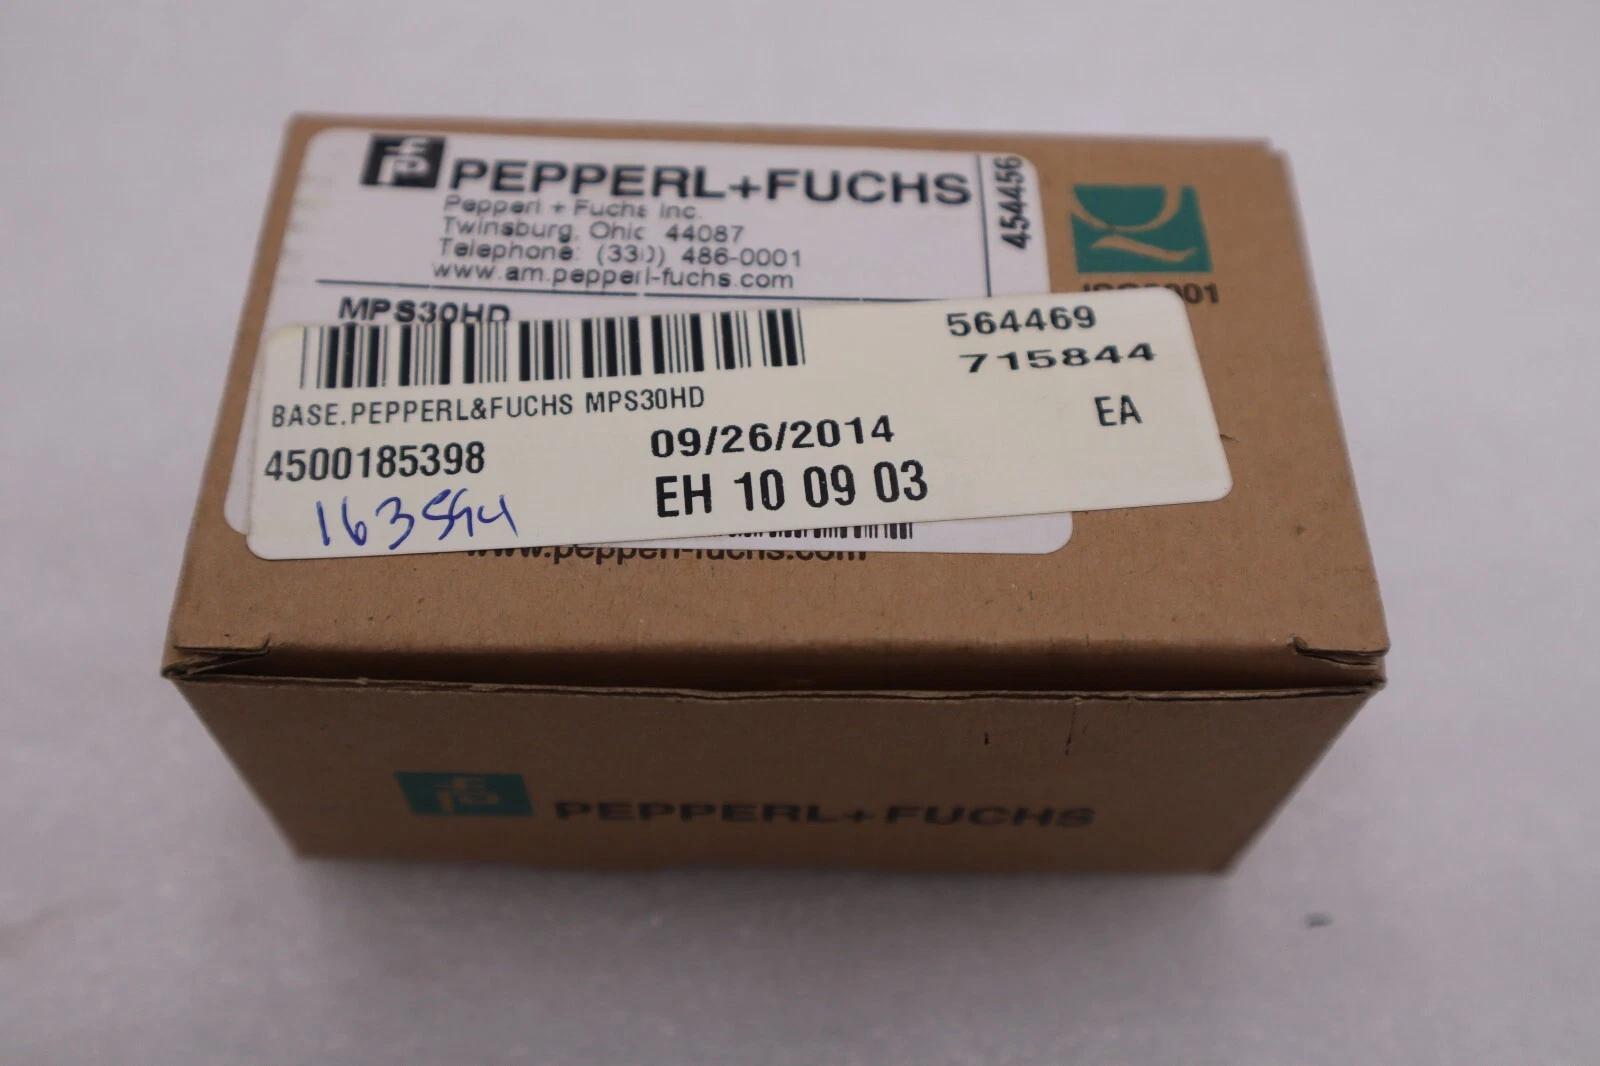 PEPPERL+FUCHS
Pepperl + Fuchs Inc.
Twinsburg, Ohio 44087
Telephone: (330) 486-0001
www.am.pepperl-fuchs.com
454456
MPS30HD
ISO9001
564469
715844
BASE.PEPPERL&FUCHS MPS30HD
EA
4500185398
09/26/2014
EH 10 09 03
www.pepperl-fuchs.com
PEPPERL+FUCHS